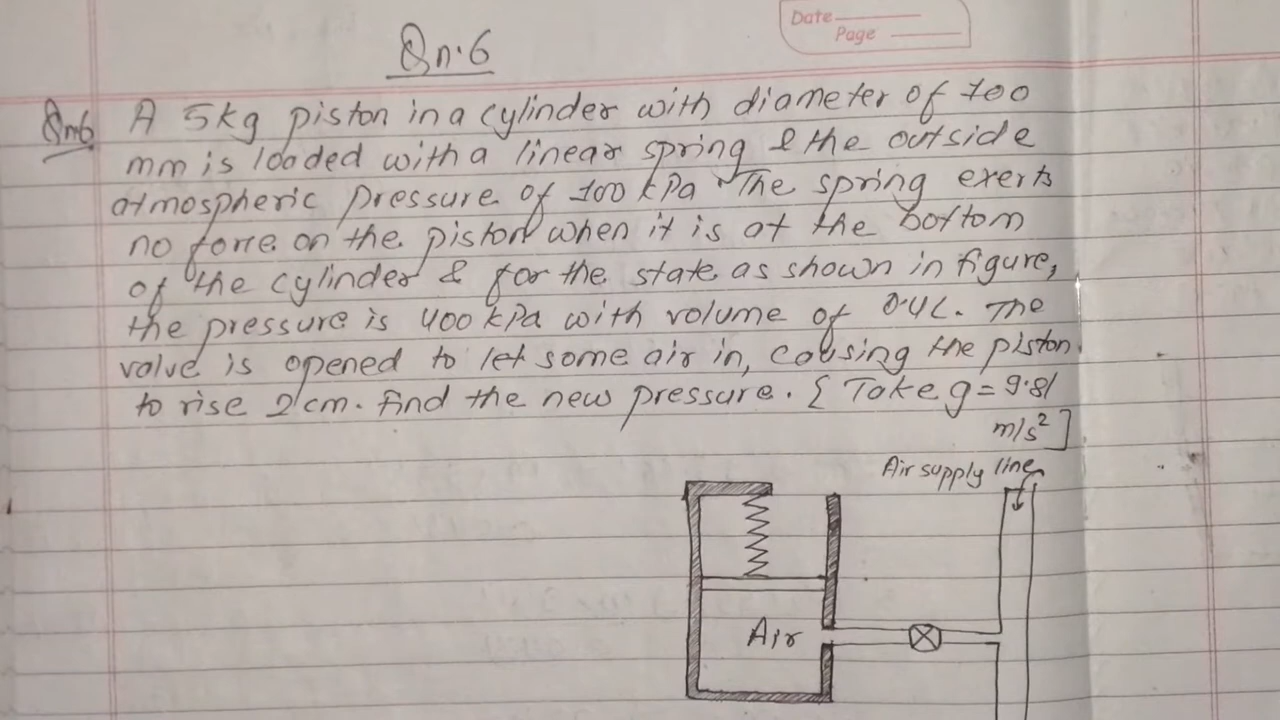 Date
Page
Qn.6
Qn6 A 5kg piston in a cylinder with diameter of 100
mm is loaded with a linear spring & the outside
atmospheric pressure of 100 kPa. The spring exerts
no force on the piston when it is at the bottom
of the cylinder & for the state as shown in figure,
the pressure is 400 kPa with volume of 0.4L. The
valve is opened to let some air in, causing the piston
to rise 2 cm. Find the new pressure. [ Take g = 9.81
m/s² ]
Air supply line
Air